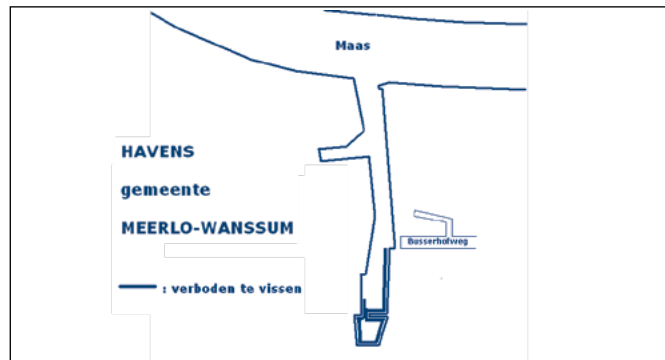 Maas
HAVENS
gemeente
MEERLO-WANSSUM
Busserhofweg
: verboden te vissen